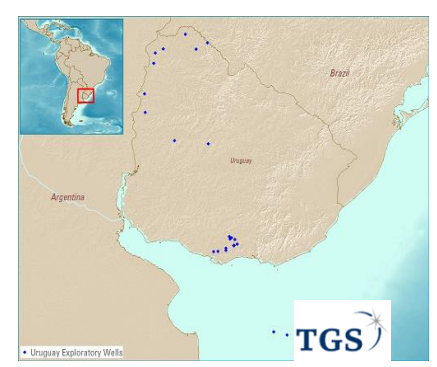 Brazil
Uruguay
Argentina
Uruguay Exploratory Wells
TGS